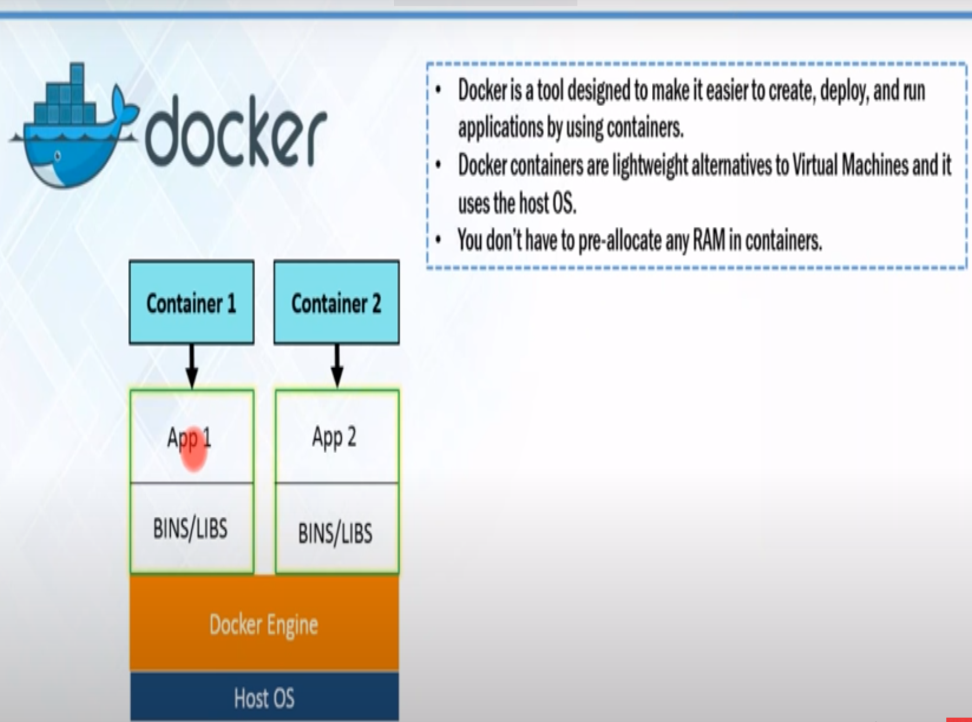 docker
• Docker is a tool designed to make it easier to create, deploy, and run
applications by using containers.
• Docker containers are lightweight alternatives to Virtual Machines and it
uses the host OS.
• You don't have to pre-allocate any RAM in containers.
Container 1
Container 2
App 1
App 2
BINS/LIBS
BINS/LIBS
Docker Engine
Host OS